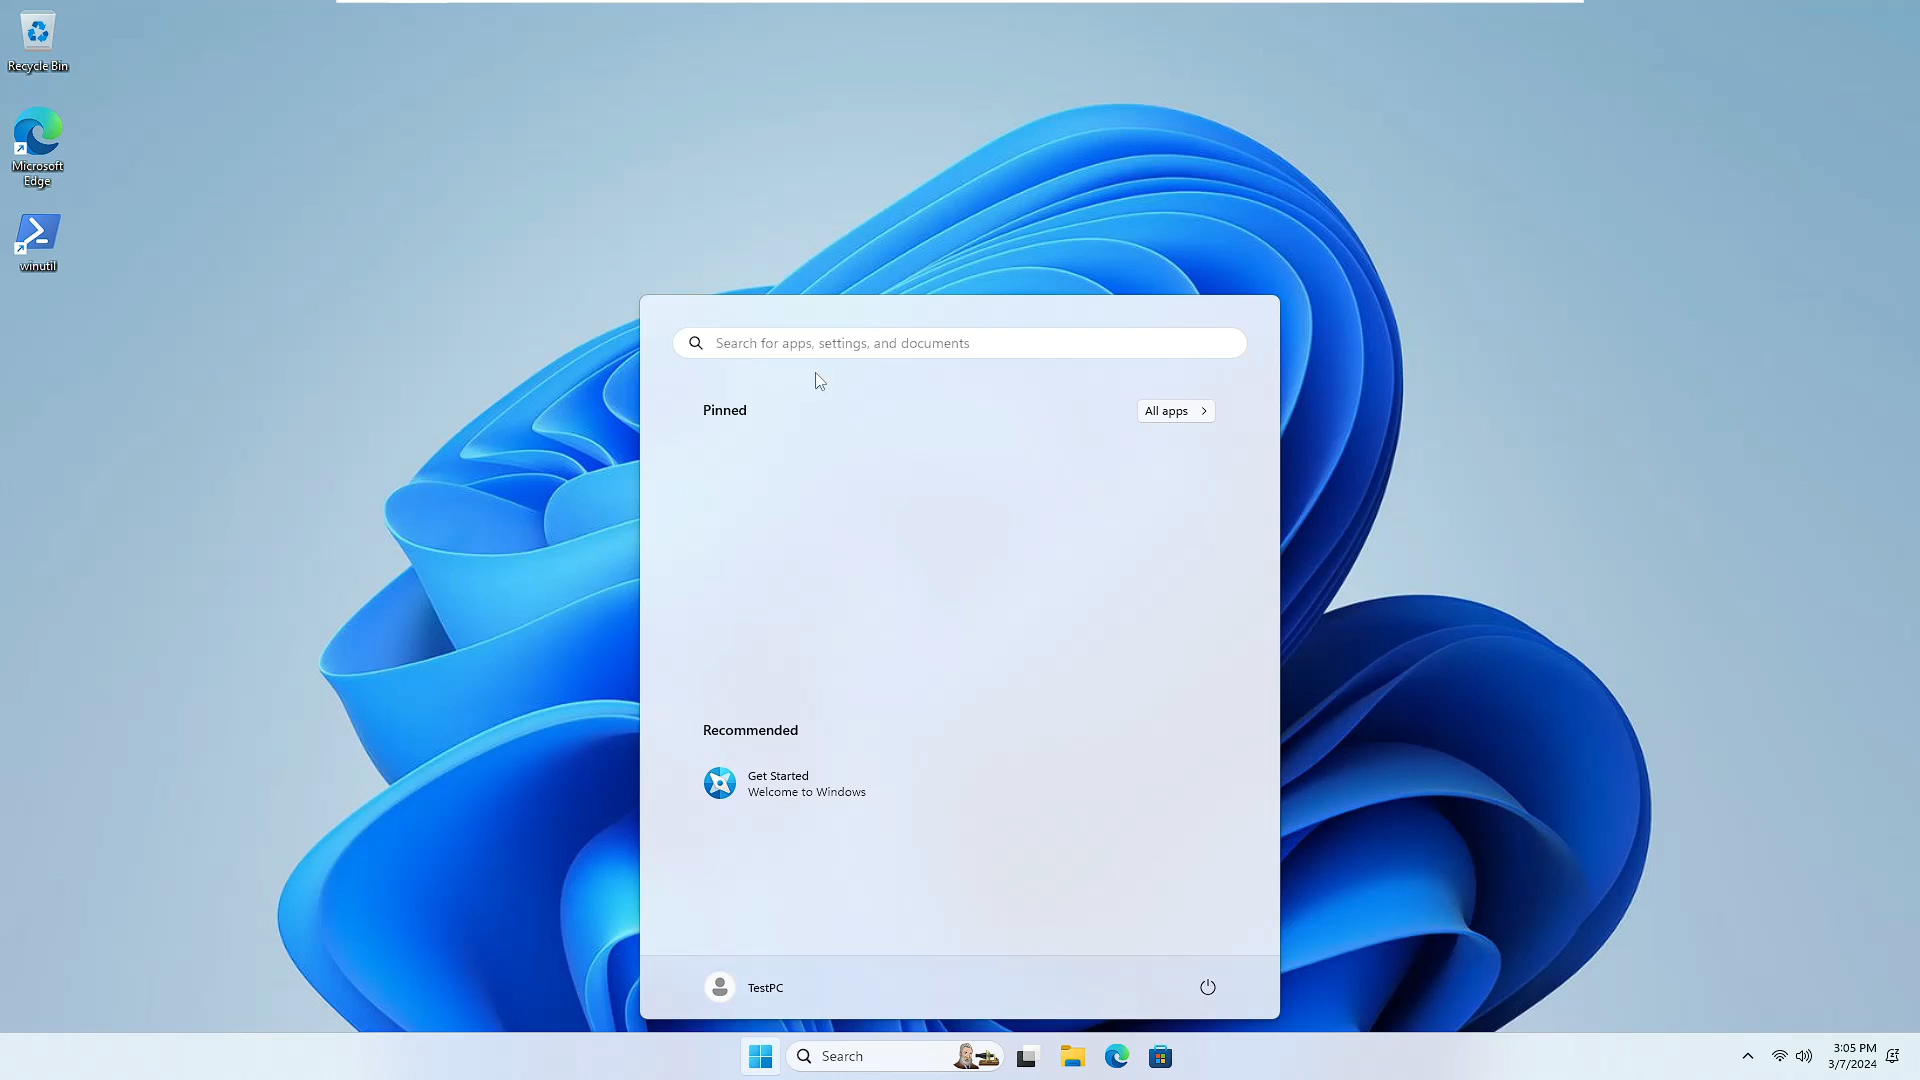 Recycle Bin
Microsoft
Edge
winutil
Search for apps, settings, and documents
Pinned
All apps
Recommended
Get Started
Welcome to Windows
TestPC
Search
3:05 PM
3/7/2024